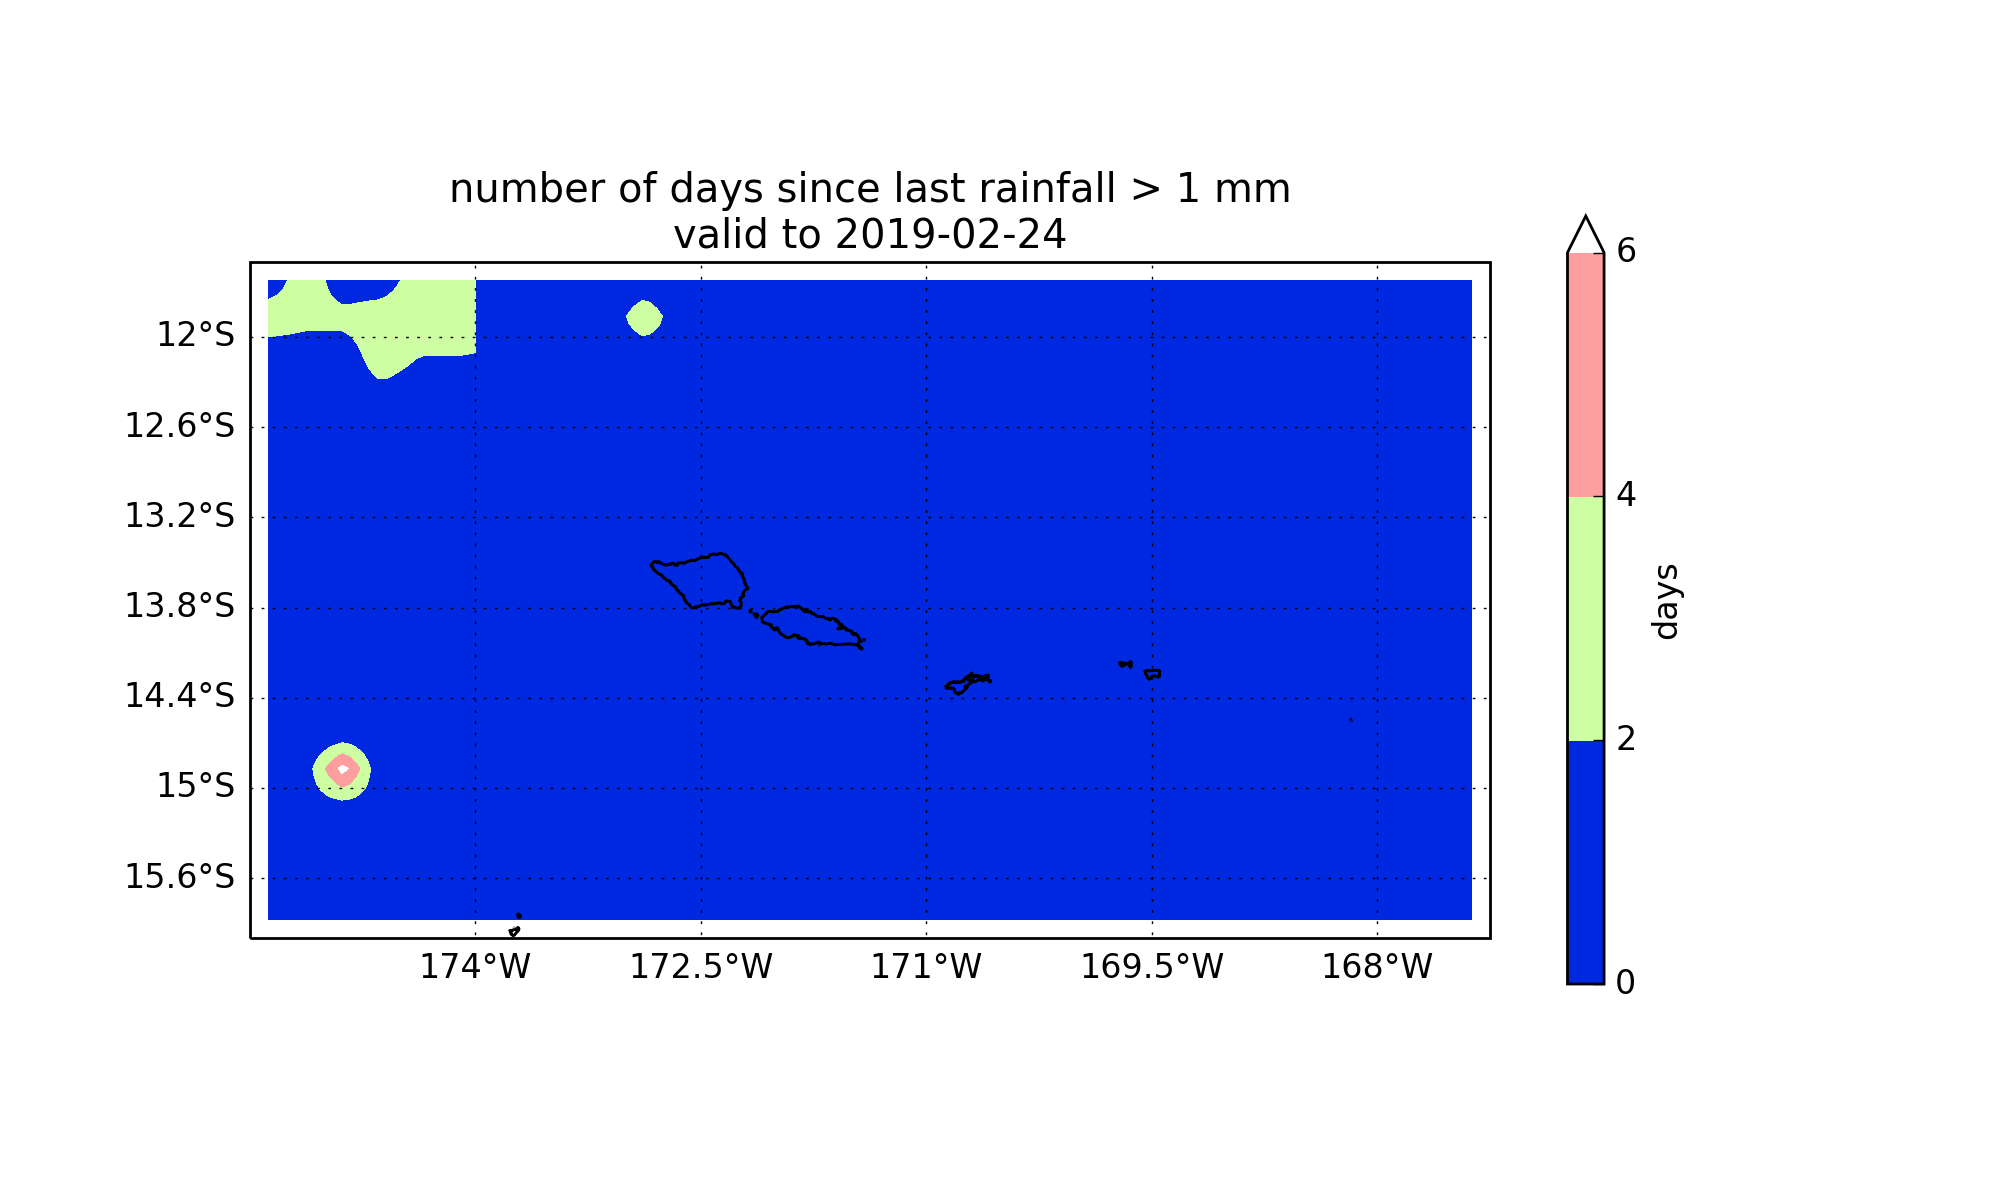 number of days since last rainfall > 1 mm
valid to 2019-02-24
12°S
12.6°S
13.2°S
13.8°S
14.4°S
15°S
15.6°S
174°W
172.5°W
171°W
169.5°W
168°W
6
4
2
0
days